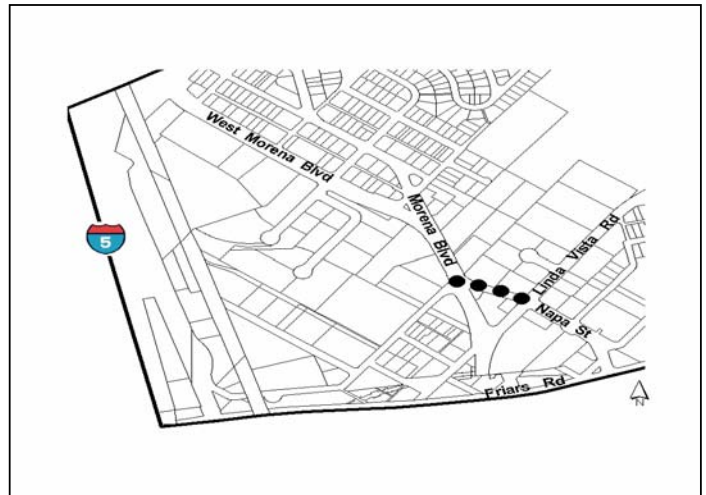 West Morena Blvd
Morena Blvd
Linda Vista Rd
5
Napa St
Friars Rd
N